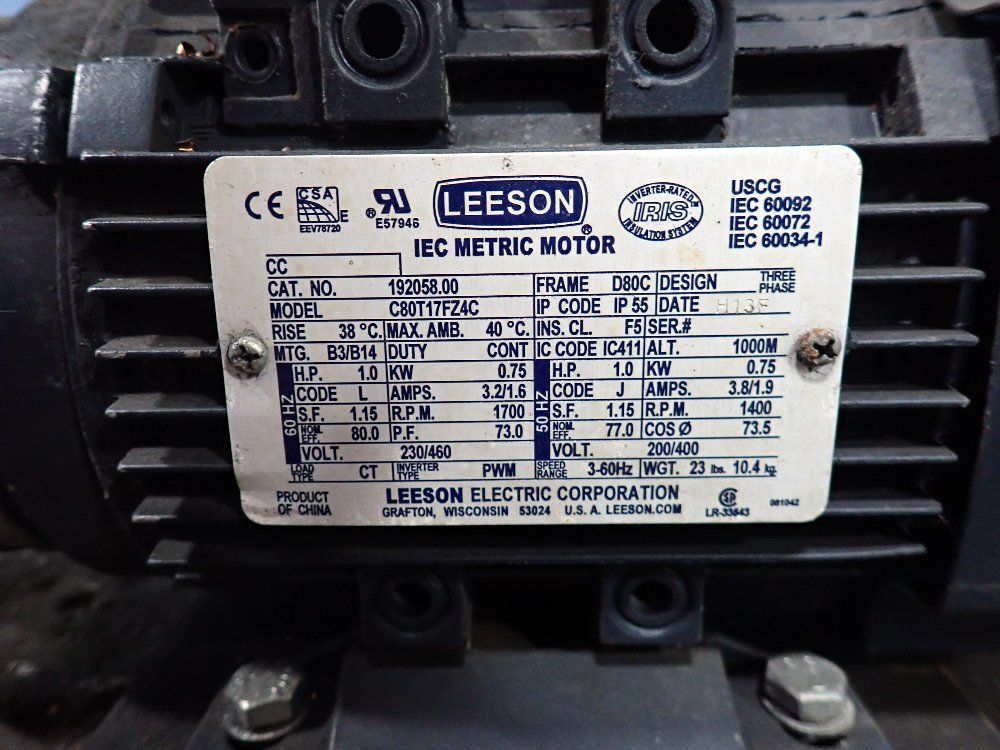 CE CSA E EEV78720 ® RU E57946 LEESON ® INVERTER-RATED IRIS INSULATION SYSTEM
USCG
IEC 60092
IEC 60072
IEC 60034-1
IEC METRIC MOTOR
CC
CAT. NO. 192058.00 FRAME D80C DESIGN THREE PHASE
MODEL C80T17FZ4C IP CODE IP 55 DATE H13F
RISE 38 °C. MAX. AMB. 40 °C. INS. CL. F5 SER.#
MTG. B3/B14 DUTY CONT IC CODE IC411 ALT. 1000M
60 HZ H.P. 1.0 KW 0.75 50 HZ H.P. 1.0 KW 0.75
CODE L AMPS. 3.2/1.6 CODE J AMPS. 3.8/1.9
S.F. 1.15 R.P.M. 1700 S.F. 1.15 R.P.M. 1400
NOM. EFF. 80.0 P.F. 73.0 NOM. EFF. 77.0 COS Ø 73.5
VOLT. 230/460 VOLT. 200/400
LOAD TYPE CT INVERTER TYPE PWM SPEED RANGE 3-60Hz WGT. 23 lbs. 10.4 kg.
PRODUCT OF CHINA
LEESON ELECTRIC CORPORATION
GRAFTON, WISCONSIN 53024 U.S.A. LEESON.COM
LR-33543
081042